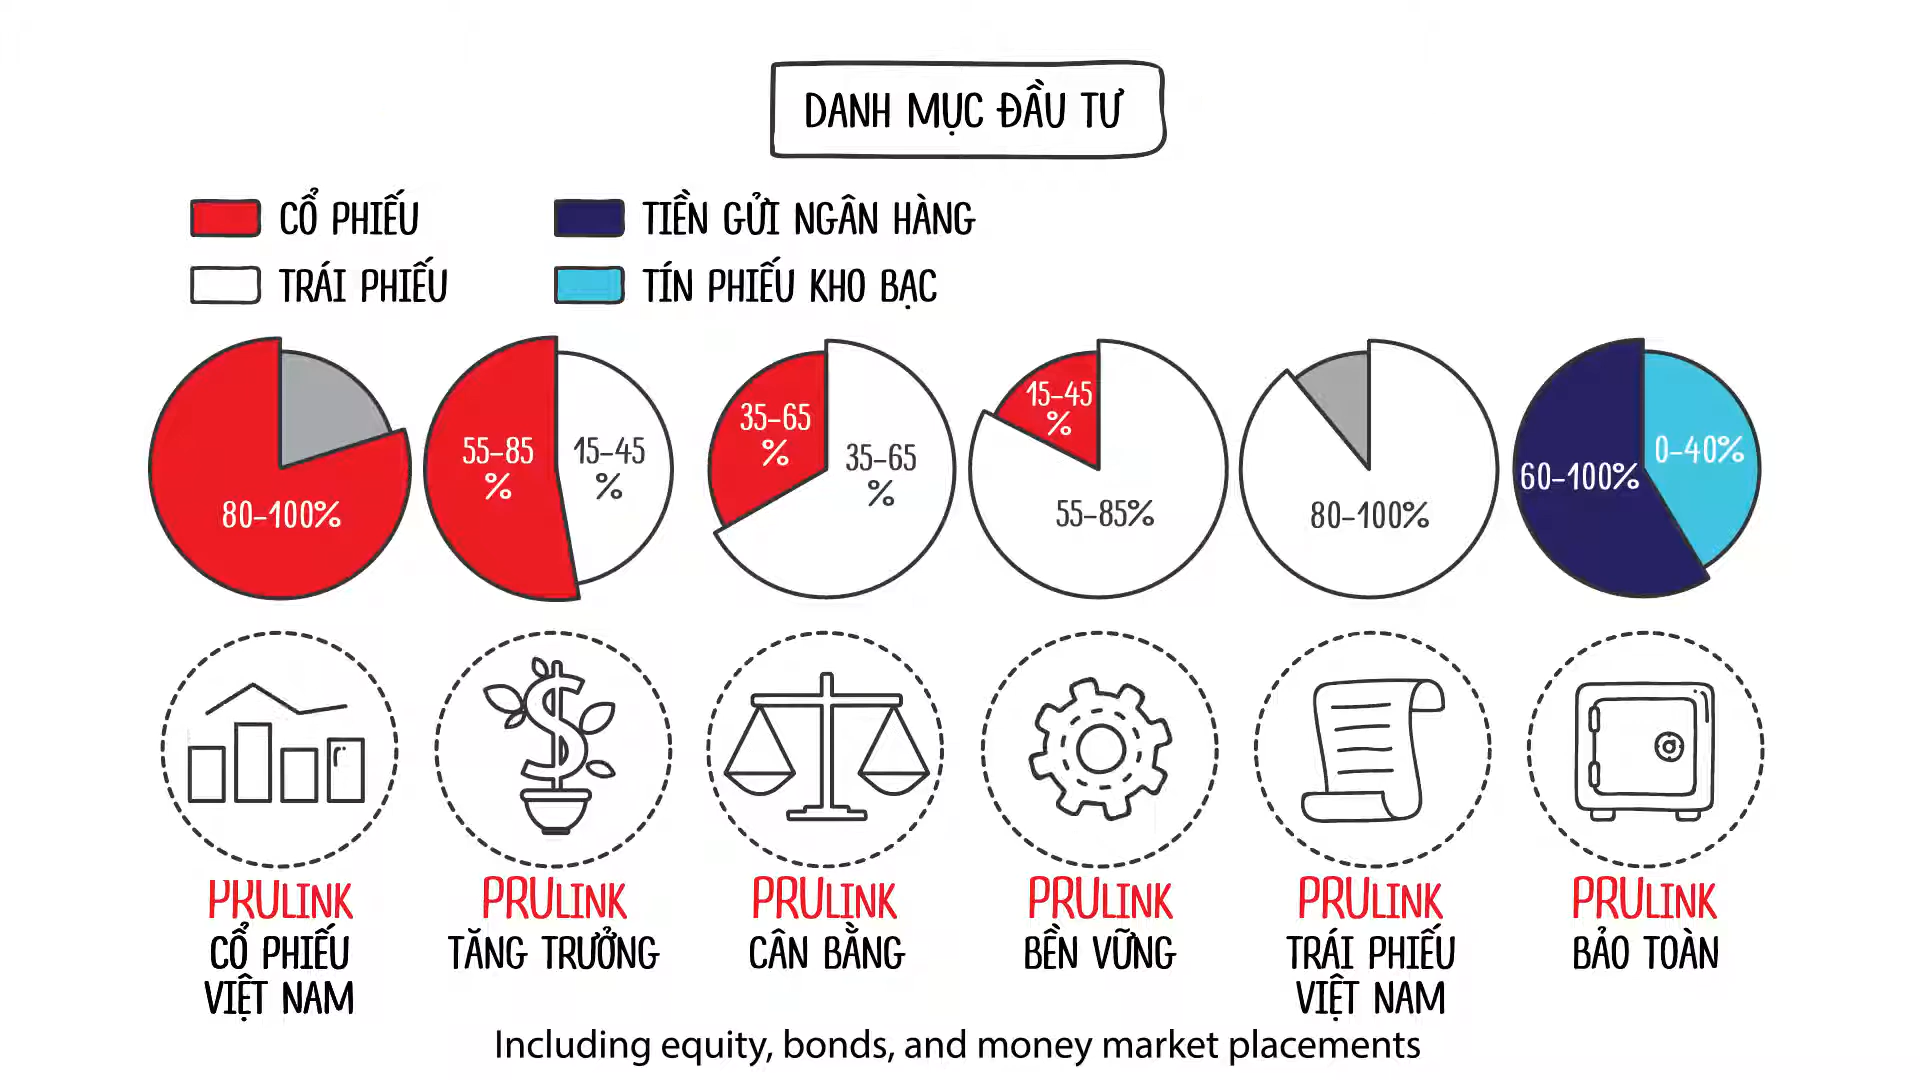 DANH MỤC ĐẦU TƯ
CỔ PHIẾU
TIỀN GỬI NGÂN HÀNG
TRÁI PHIẾU
TÍN PHIẾU KHO BẠC
80-100%
55-85
%
15-45
%
35-65
%
35-65
%
15-45
%
55-85%
80-100%
60-100%
0-40%
PRULINK
CỔ PHIẾU
VIỆT NAM
PRULINK
TĂNG TRƯỞNG
PRULINK
CÂN BẰNG
PRULINK
BỀN VỮNG
PRULINK
TRÁI PHIẾU
VIỆT NAM
PRULINK
BẢO TOÀN
Including equity, bonds, and money market placements